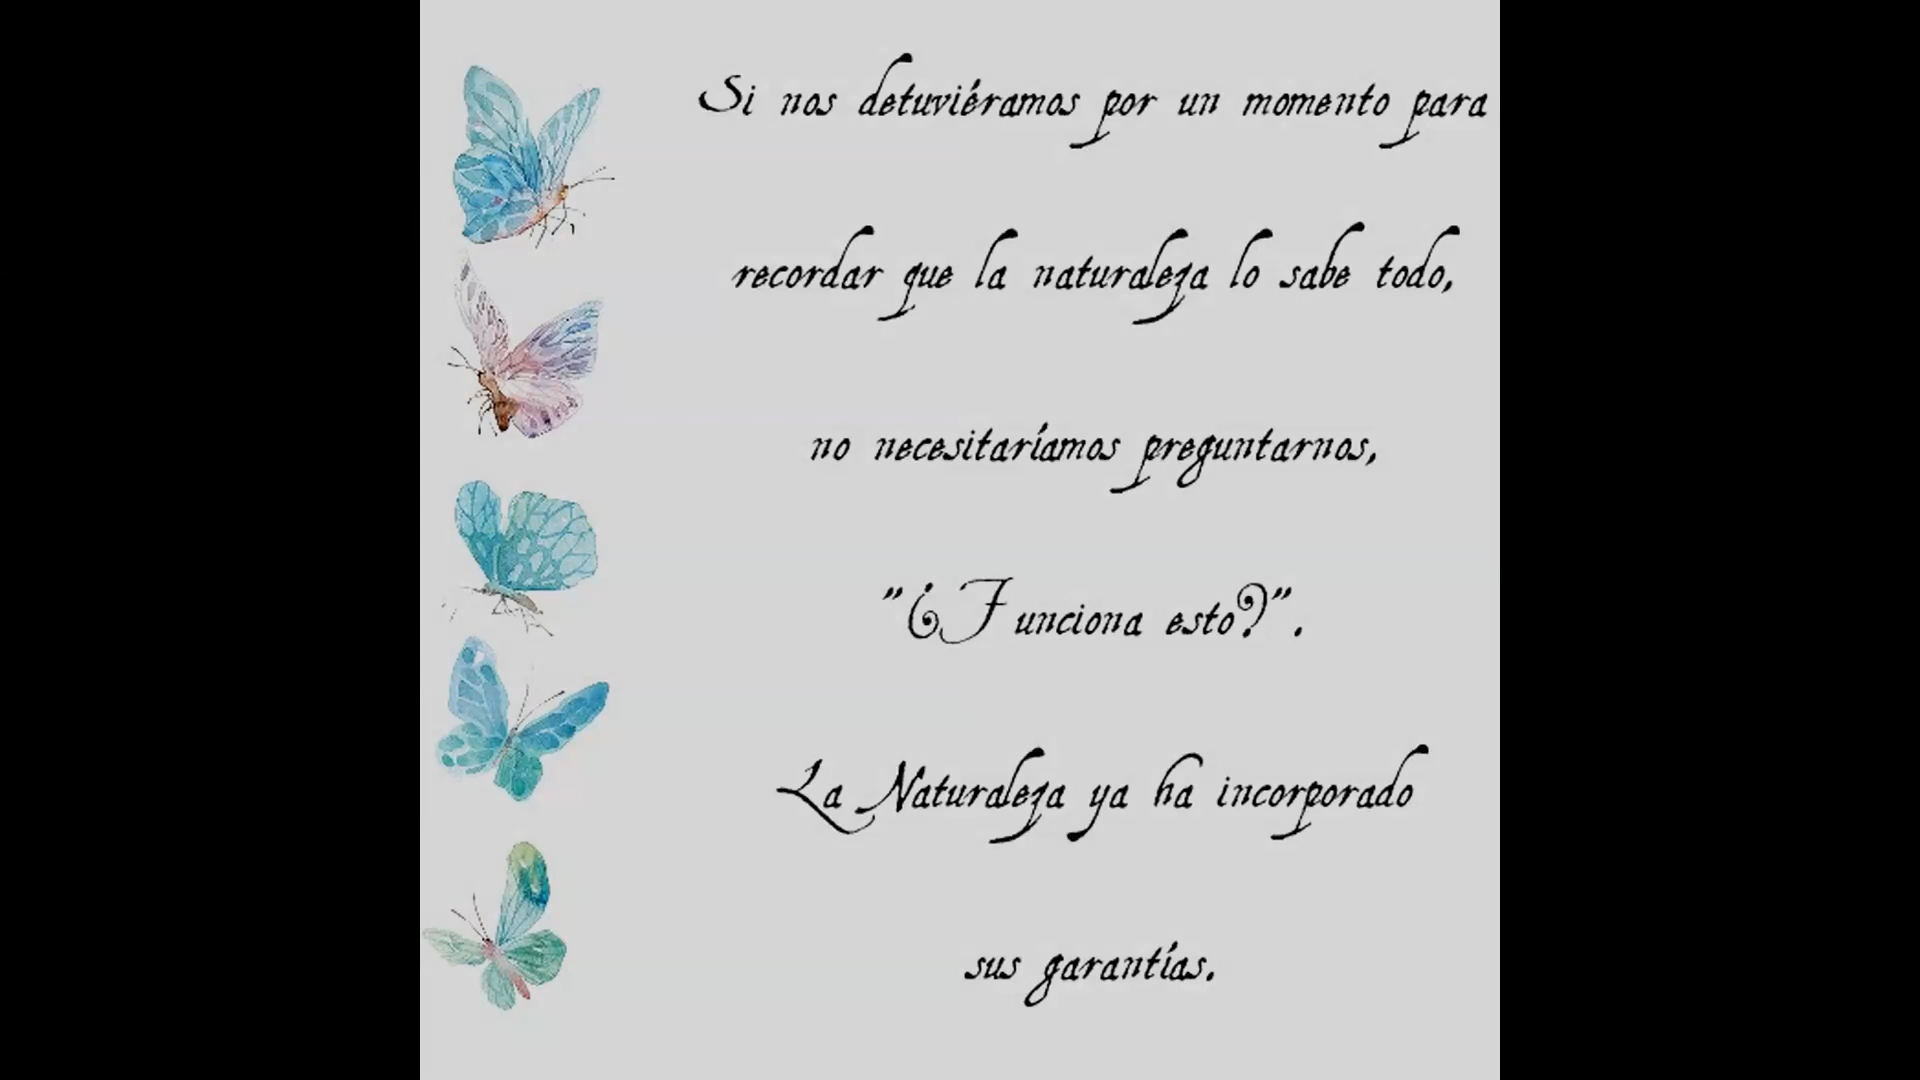 Si nos detuviéramos por un momento para
recordar que la naturaleza lo sabe todo,
no necesitaríamos preguntarnos,
"¿Funciona esto?".
La Naturaleza ya ha incorporado
sus garantías.